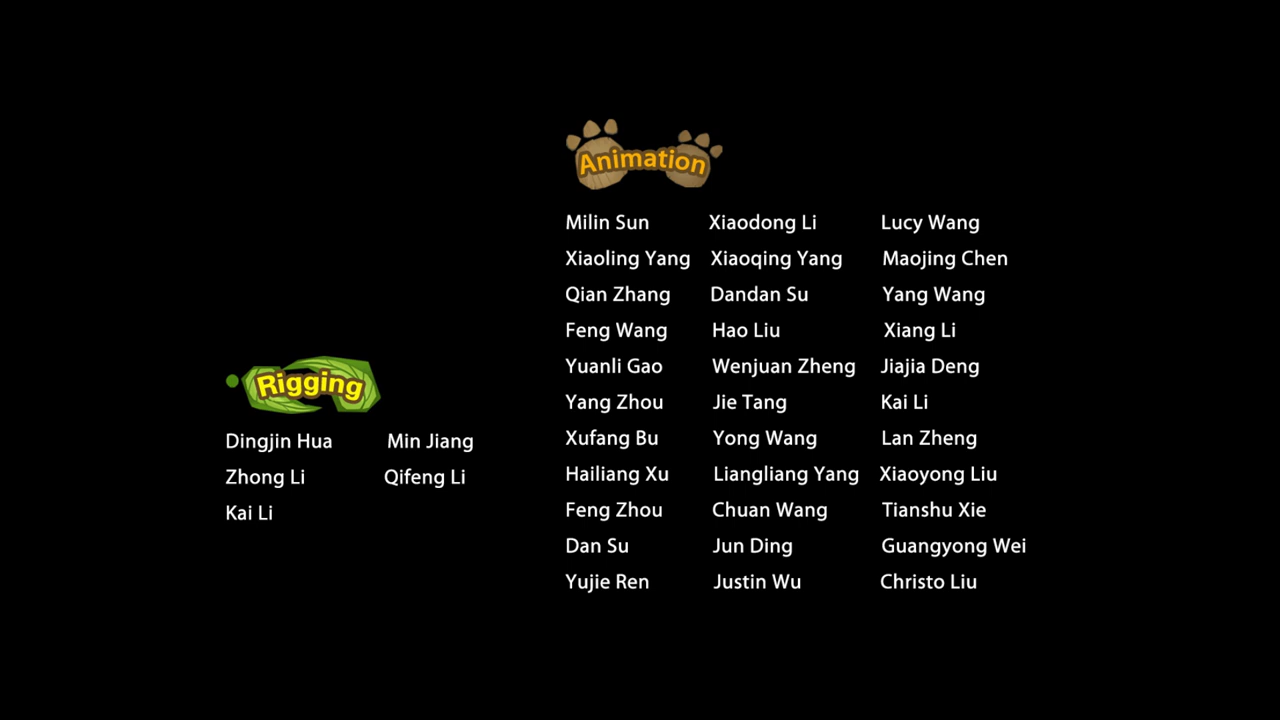 Rigging
Dingjin Hua Min Jiang
Zhong Li Qifeng Li
Kai Li
Animation
Milin Sun Xiaodong Li Lucy Wang
Xiaoling Yang Xiaoqing Yang Maojing Chen
Qian Zhang Dandan Su Yang Wang
Feng Wang Hao Liu Xiang Li
Yuanli Gao Wenjuan Zheng Jiajia Deng
Yang Zhou Jie Tang Kai Li
Xufang Bu Yong Wang Lan Zheng
Hailiang Xu Liangliang Yang Xiaoyong Liu
Feng Zhou Chuan Wang Tianshu Xie
Dan Su Jun Ding Guangyong Wei
Yujie Ren Justin Wu Christo Liu